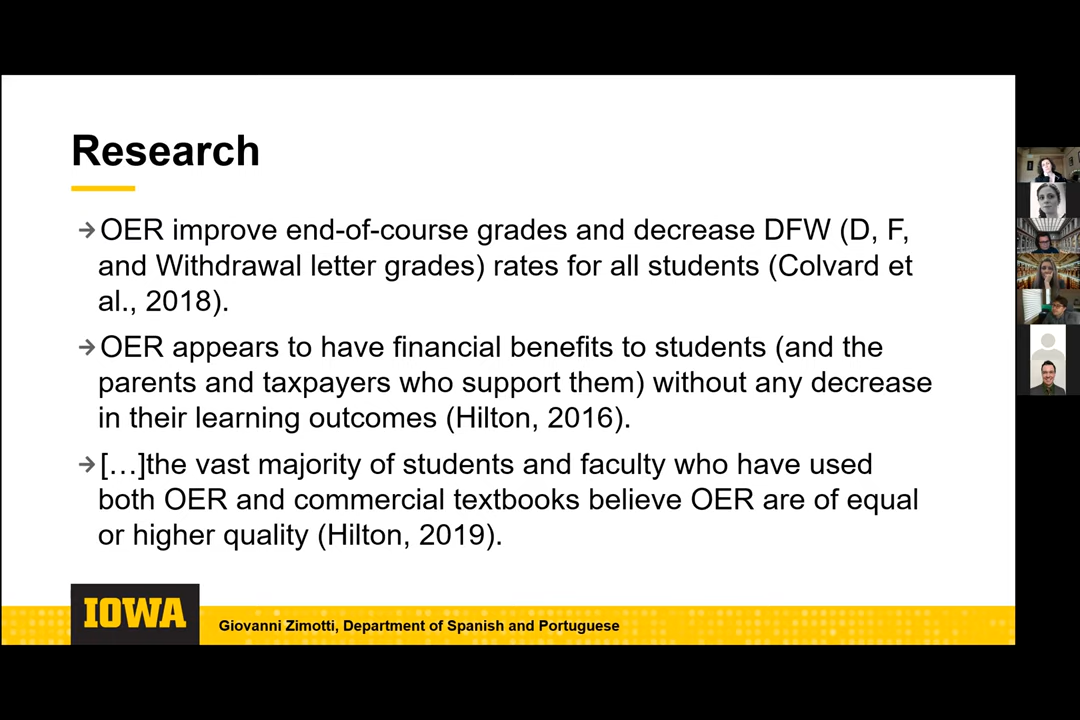 Research
→OER improve end-of-course grades and decrease DFW (D, F,
and Withdrawal letter grades) rates for all students (Colvard et
al., 2018).
→OER appears to have financial benefits to students (and the
parents and taxpayers who support them) without any decrease
in their learning outcomes (Hilton, 2016).
→[…]the vast majority of students and faculty who have used
both OER and commercial textbooks believe OER are of equal
or higher quality (Hilton, 2019).
IOWA
Giovanni Zimotti, Department of Spanish and Portuguese